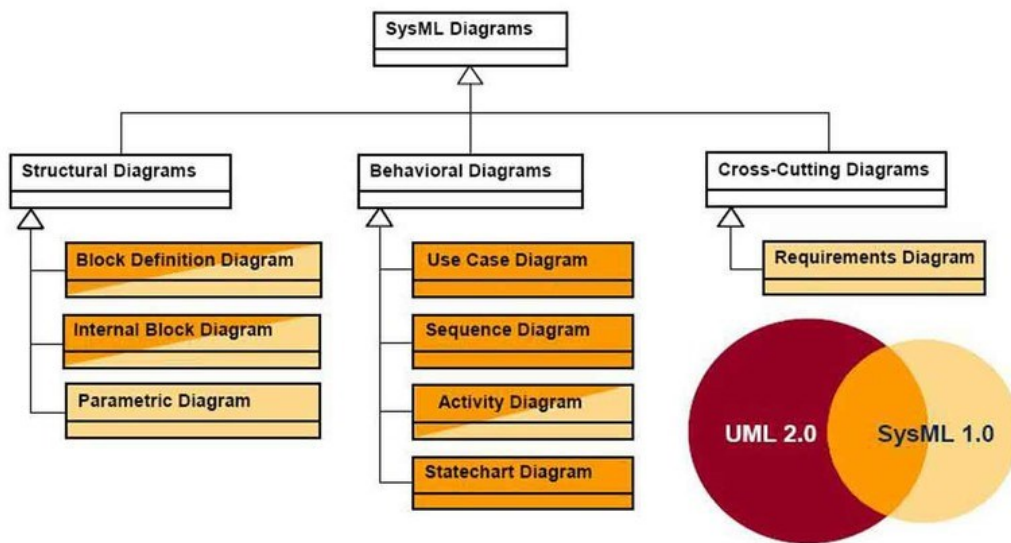 SysML Diagrams
Structural Diagrams
Behavioral Diagrams
Cross-Cutting Diagrams
Block Definition Diagram
Use Case Diagram
Requirements Diagram
Internal Block Diagram
Sequence Diagram
Parametric Diagram
Activity Diagram
UML 2.0
SysML 1.0
Statechart Diagram